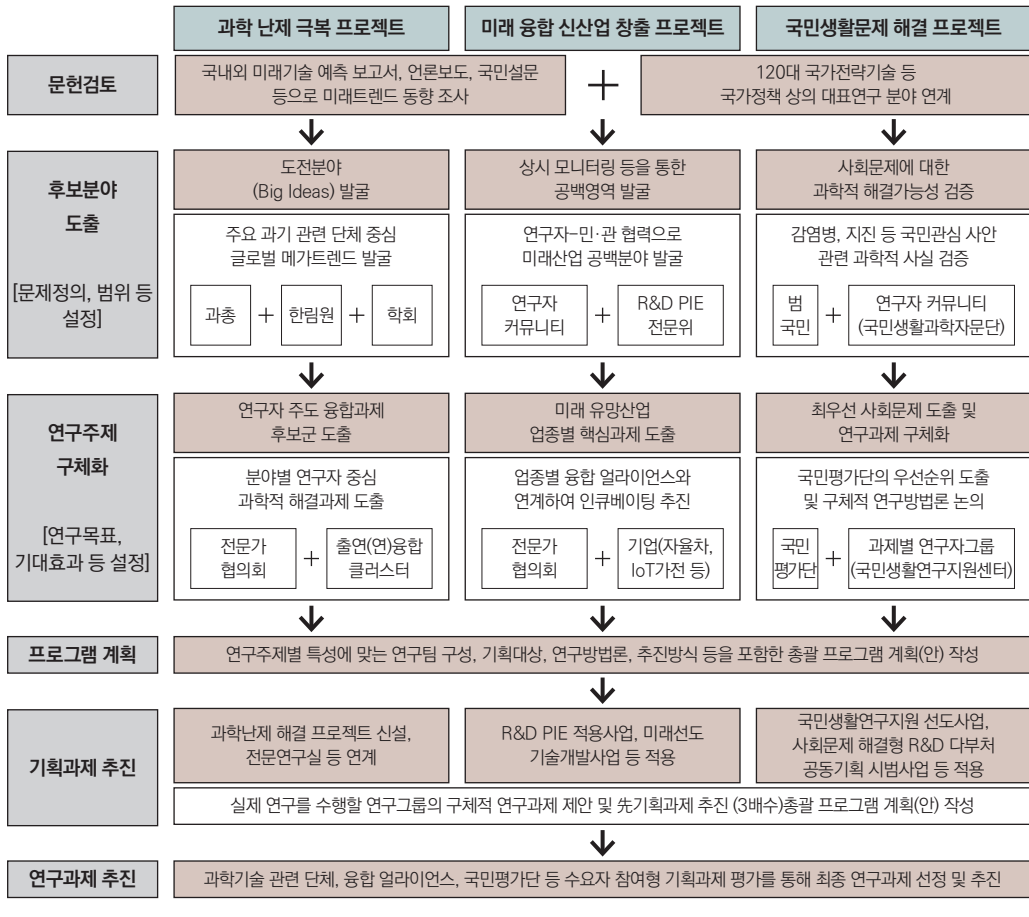 과학 난제 극복 프로젝트
미래 융합 신산업 창출 프로젝트
국민생활문제 해결 프로젝트
문헌검토
국내외 미래기술 예측 보고서, 언론보도, 국민설문
등으로 미래트렌드 동향 조사
+
120대 국가전략기술 등
국가정책 상의 대표연구 분야 연계
후보분야
도출
[문제정의, 범위 등
설정]
도전분야
(Big Ideas) 발굴
주요 과기 관련 단체 중심
글로벌 메가트렌드 발굴
과총 + 한림원 + 학회
상시 모니터링 등을 통한
공백영역 발굴
연구자-민·관 협력으로
미래산업 공백분야 발굴
연구자
커뮤니티
+
R&D PIE
전문위
사회문제에 대한
과학적 해결가능성 검증
감염병, 지진 등 국민관심 사안
관련 과학적 사실 검증
범
국민
+
연구자 커뮤니티
(국민생활과학자문단)
연구주제
구체화
[연구목표,
기대효과 등 설정]
연구자 주도 융합과제
후보군 도출
분야별 연구자 중심
과학적 해결과제 도출
전문가
협의회
+
출연(연)융합
클러스터
미래 유망산업
업종별 핵심과제 도출
업종별 융합 얼라이언스와
연계하여 인큐베이팅 추진
전문가
협의회
+
기업(자율차,
IoT가전 등)
최우선 사회문제 도출 및
연구과제 구체화
국민평가단의 우선순위 도출
및 구체적 연구방법론 논의
국민
평가단
+
과제별 연구자그룹
(국민생활연구지원센터)
프로그램 계획
연구주제별 특성에 맞는 연구팀 구성, 기획대상, 연구방법론, 추진방식 등을 포함한 총괄 프로그램 계획(안) 작성
기획과제 추진
과학난제 해결 프로젝트 신설,
전문연구실 등 연계
R&D PIE 적용사업, 미래선도
기술개발사업 등 적용
국민생활연구지원 선도사업,
사회문제 해결형 R&D 다부처
공동기획 시범사업 등 적용
실제 연구를 수행할 연구그룹의 구체적 연구과제 제안 및 先기획과제 추진 (3배수)총괄 프로그램 계획(안) 작성
연구과제 추진
과학기술 관련 단체, 융합 얼라이언스, 국민평가단 등 수요자 참여형 기획과제 평가를 통해 최종 연구과제 선정 및 추진